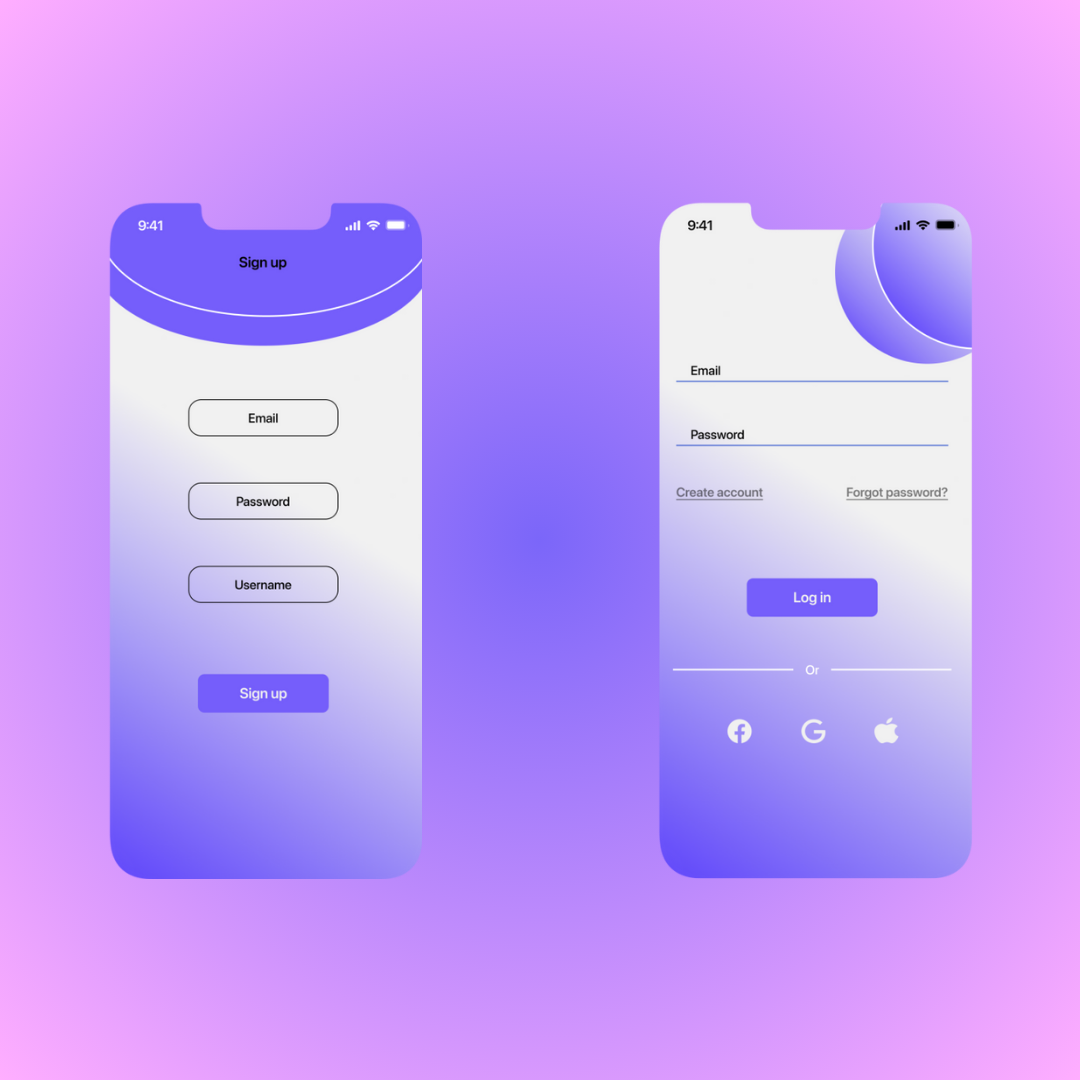 9:41
Sign up
Email
Password
Username
Sign up
9:41
Email
Password
Create account Forgot password?
Log in
Or